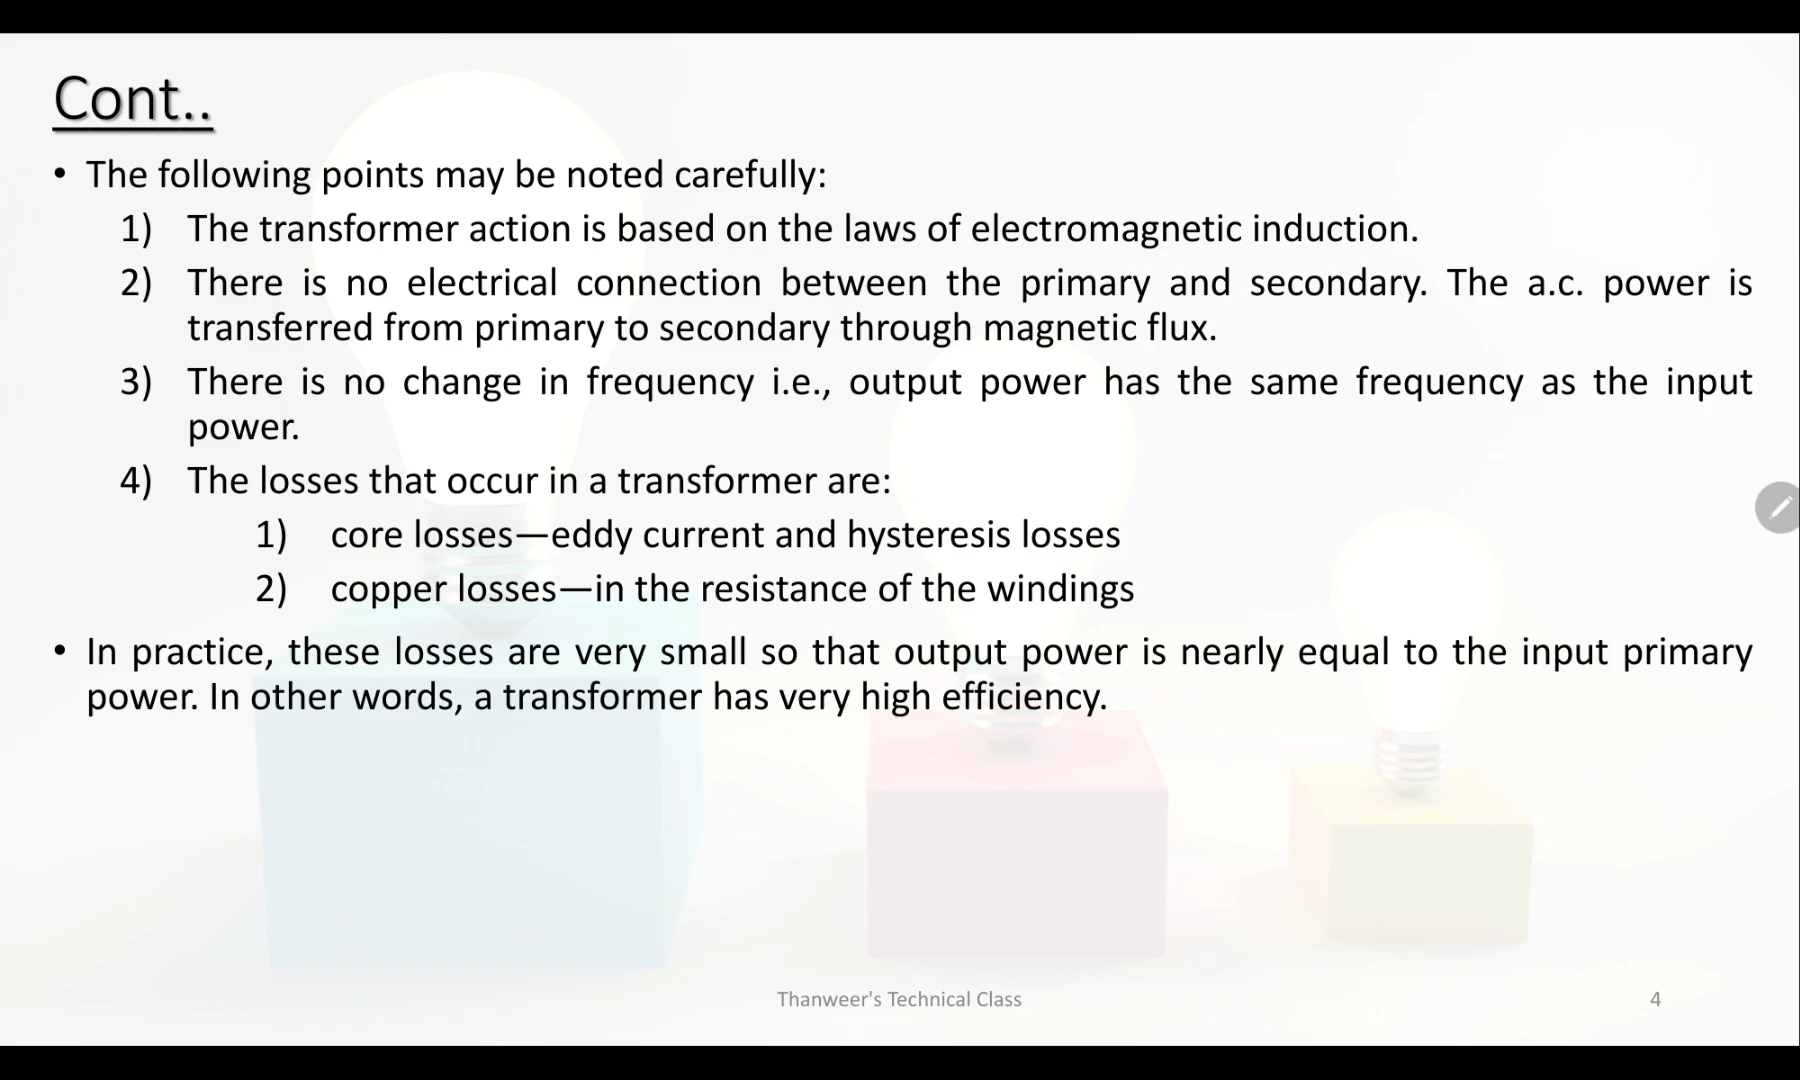 Cont..
• The following points may be noted carefully:
1) The transformer action is based on the laws of electromagnetic induction.
2) There is no electrical connection between the primary and secondary. The a.c. power is
transferred from primary to secondary through magnetic flux.
3) There is no change in frequency i.e., output power has the same frequency as the input
power.
4) The losses that occur in a transformer are:
1) core losses—eddy current and hysteresis losses
2) copper losses—in the resistance of the windings
• In practice, these losses are very small so that output power is nearly equal to the input primary
power. In other words, a transformer has very high efficiency.
Thanweer's Technical Class
4